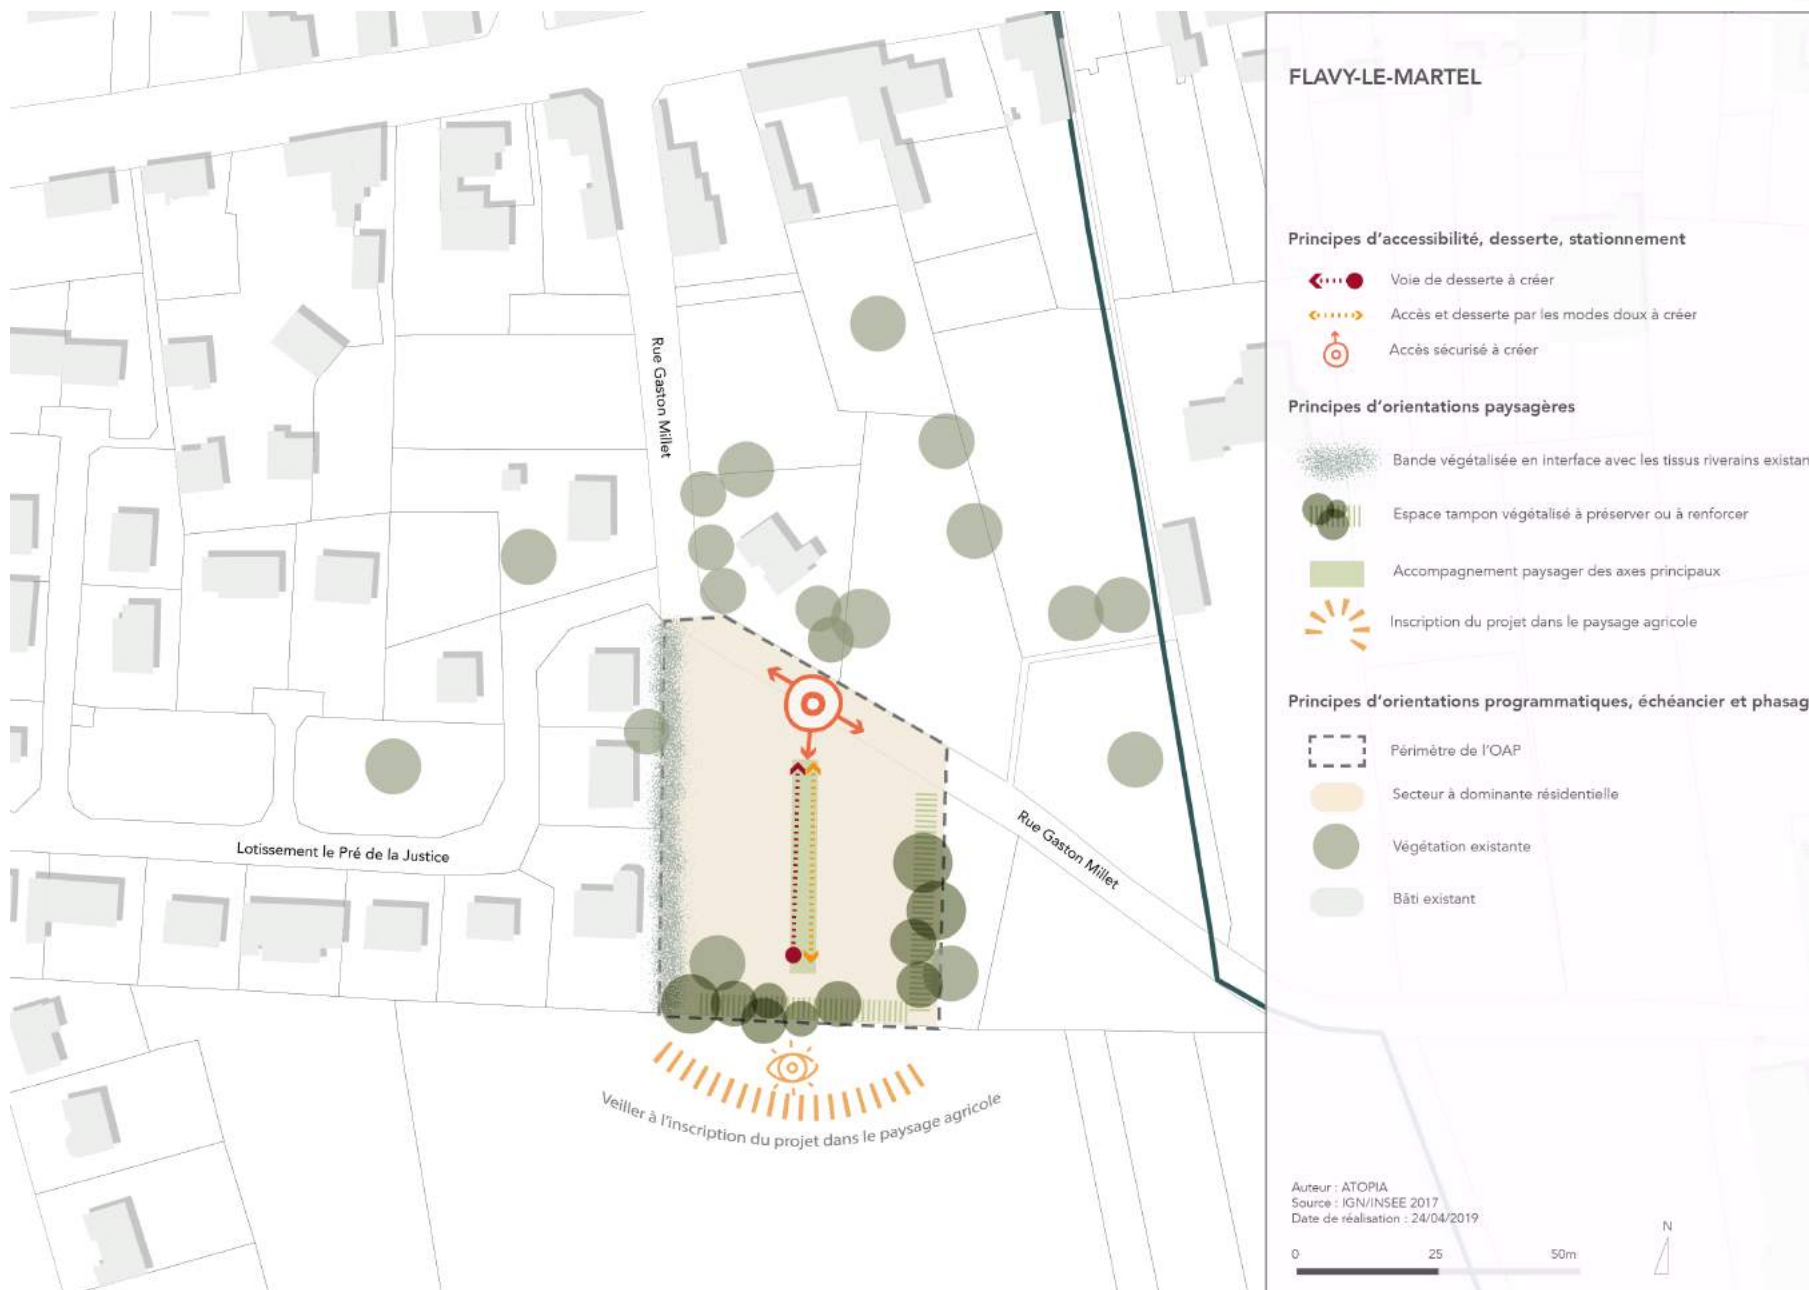 FLAVY-LE-MARTEL
Principes d'accessibilité, desserte, stationnement
Voie de desserte à créer
Accès et desserte par les modes doux à créer
Accès sécurisé à créer
Principes d'orientations paysagères
Bande végétalisée en interface avec les tissus riverains existan
Espace tampon végétalisé à préserver ou à renforcer
Accompagnement paysager des axes principaux
Inscription du projet dans le paysage agricole
Principes d'orientations programmatiques, échéancier et phasag
Périmètre de l'OAP
Secteur à dominante résidentielle
Végétation existante
Bâti existant
Rue Gaston Millet
Rue Gaston Millet
Lotissement le Pré de la Justice
Veiller à l'inscription du projet dans le paysage agricole
Auteur : ATOPIA
Source : IGN/INSEE 2017
Date de réalisation : 24/04/2019
0 25 50m
N